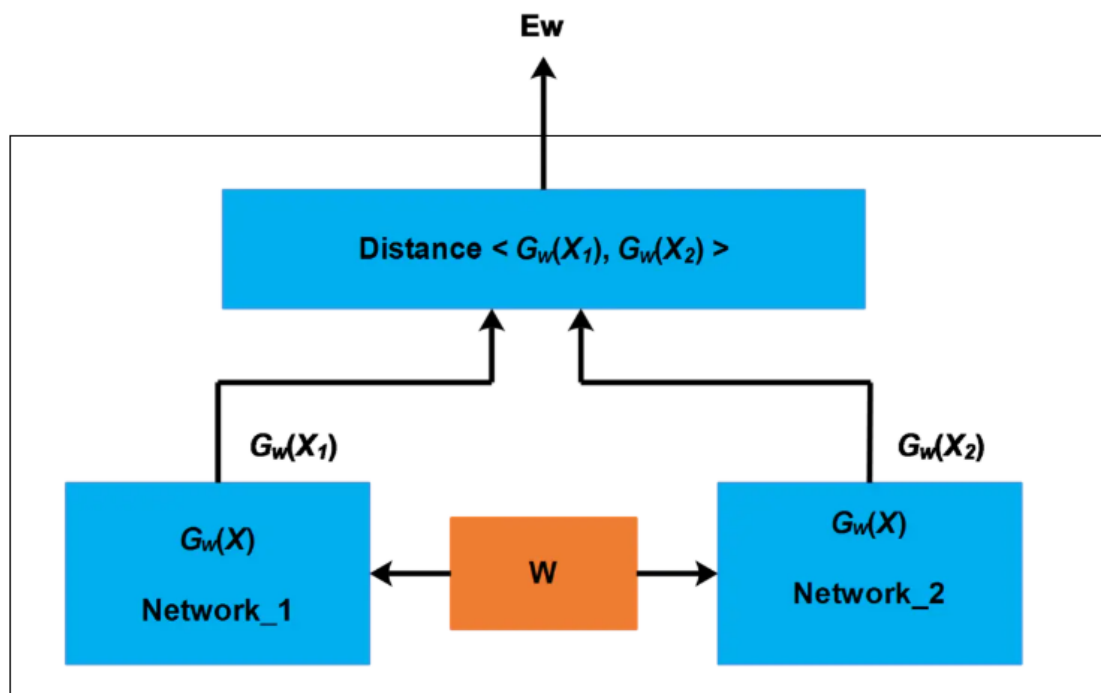 Ew
Distance < Gw(X1), Gw(X2) >
Gw(X1)
Gw(X2)
Gw(X)
Network_1
W
Gw(X)
Network_2